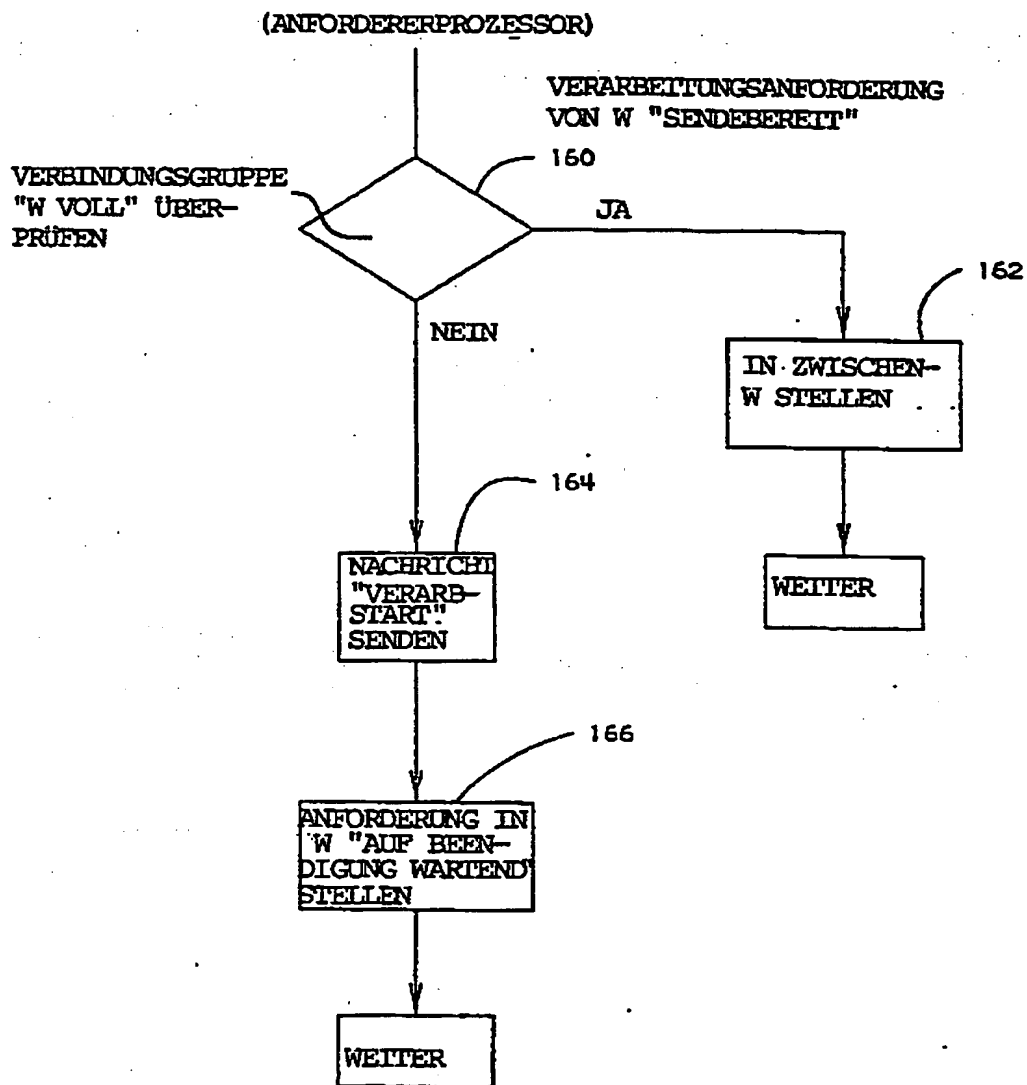 (ANFORDERERPROZESSOR)
VERARBEITUNGSANFORDERUNG
VON W "SENDEBEREIT"
160
VERBINDUNGSGRUPPE
"W VOLL" ÜBER-
PRÜFEN
JA
162
NEIN
IN ZWISCHEN-
W STELLEN
164
NACHRICHT
"VERARB-
START"
SENDEN
WEITER
166
ANFORDERUNG IN
W "AUF BEEN-
DIGUNG WARTEND"
STELLEN
WEITER